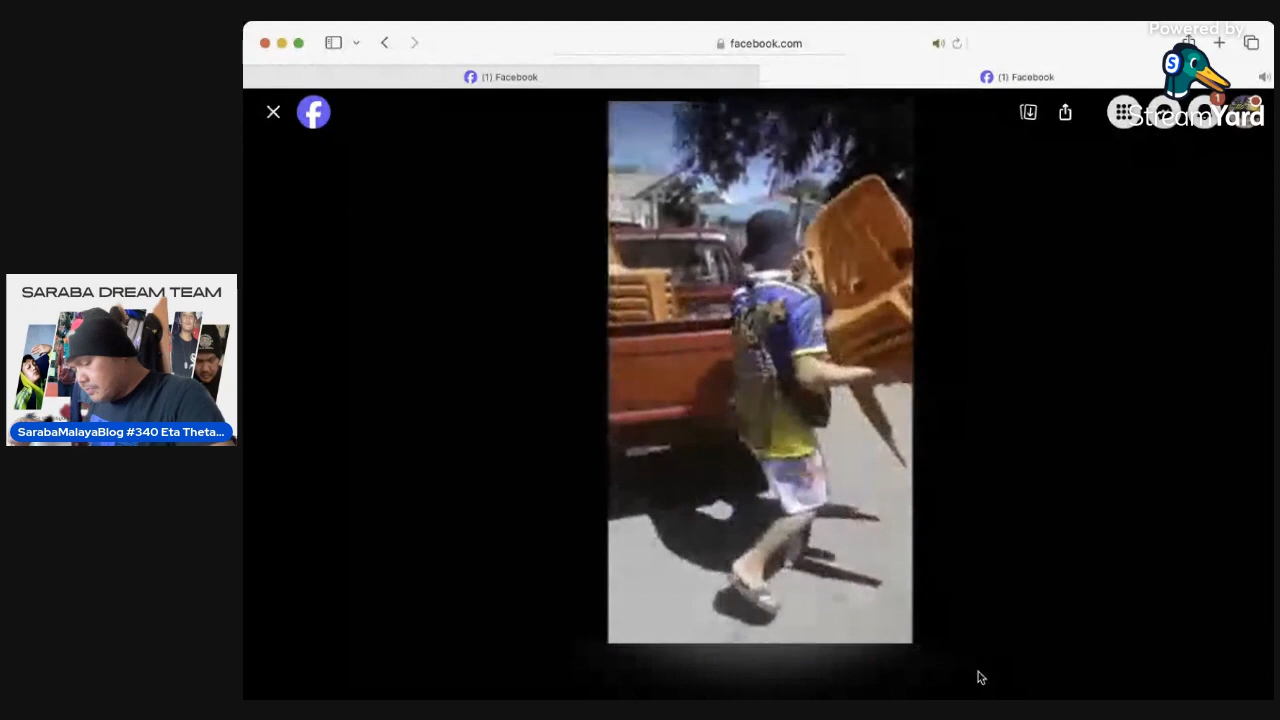 Powered by
StreamYard
facebook.com
(1) Facebook
(1) Facebook
SARABA DREAM TEAM
SarabaMalayaBlog #340 Eta Theta...